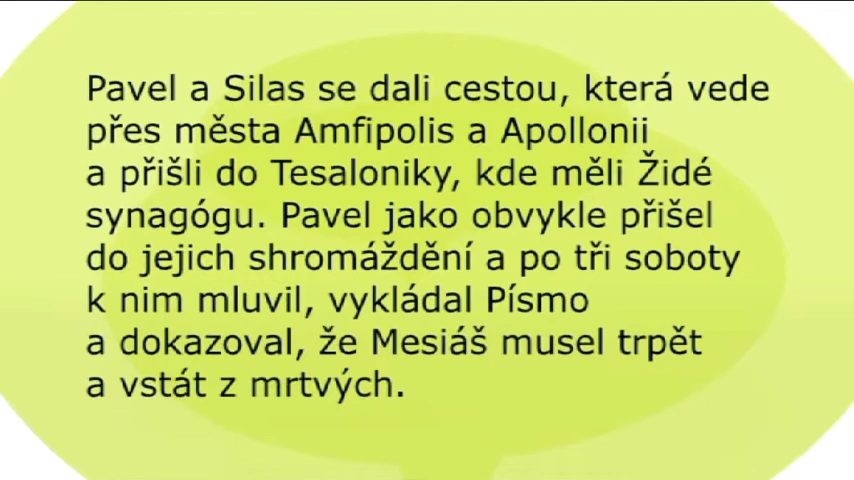 Pavel a Silas se dali cestou, která vede
přes města Amfipolis a Apollonii
a přišli do Tesaloniky, kde měli Židé
synagógu. Pavel jako obvykle přišel
do jejich shromáždění a po tři soboty
k nim mluvil, vykládal Písmo
a dokazoval, že Mesiáš musel trpět
a vstát z mrtvých.